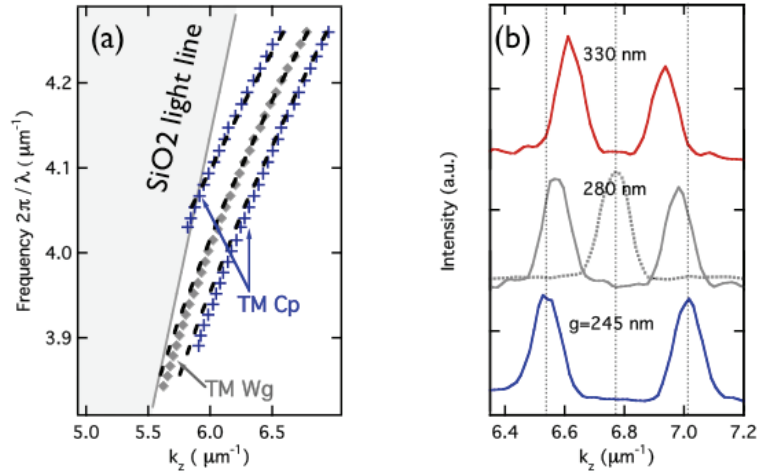 (a)
SiO2 light line
TM Cp
TM Wg
Frequency 2π / λ (μm⁻¹)
4.2
4.1
4.0
3.9
5.0
5.5
6.0
6.5
k_z ( μm⁻¹)
(b)
330 nm
280 nm
g=245 nm
Intensity (a.u.)
6.4
6.6
6.8
7.0
7.2
k_z ( μm⁻¹)